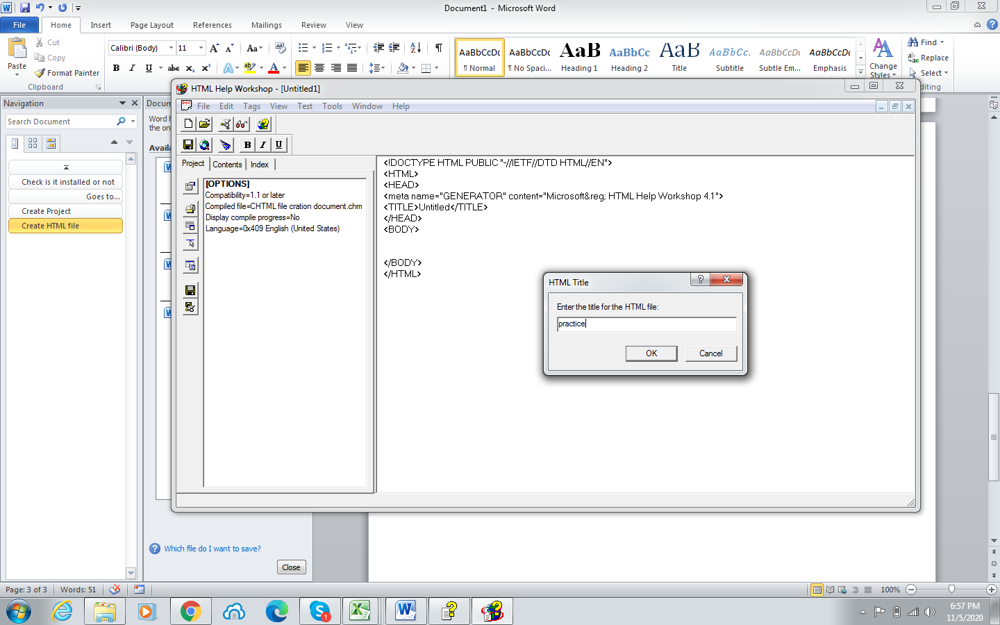 Document1 - Microsoft Word
File Home Insert Page Layout References Mailings Review View
Paste
Cut
Copy
Format Painter
Clipboard
Calibri (Body) 11
B I U abc x₂ x² A ab A
AaBbCcDc AaBbCcDc AaB AaBbCc AaB AaBbCc. AaBbCcDc AaBbCcDc
¶ Normal ¶ No Spaci... Heading 1 Heading 2 Title Subtitle Subtle Em... Emphasis
Change Styles
Find
Replace
Select
diting
Navigation
Search Document
Check is it installed or not
Goes to...
Create Project
Create HTML file
Docum
Word h
the on
Availa
Which file do I want to save?
Close
HTML Help Workshop - [Untitled1]
File Edit Tags View Test Tools Window Help
B I U
Project Contents Index
[OPTIONS]
Compatibility=1.1 or later
Compiled file=CHTML file cration document.chm
Display compile progress=No
Language=0x409 English (United States)
<!DOCTYPE HTML PUBLIC "-//IETF//DTD HTML//EN">
<HTML>
<HEAD>
<meta name="GENERATOR" content="Microsoft&reg; HTML Help Workshop 4.1">
<TITLE>Untitled</TITLE>
</HEAD>
<BODY>
</BODY>
</HTML>
HTML Title
Enter the title for the HTML file:
practice
OK Cancel
Page: 3 of 3 Words: 51
100%
1
6:57 PM
11/5/2020